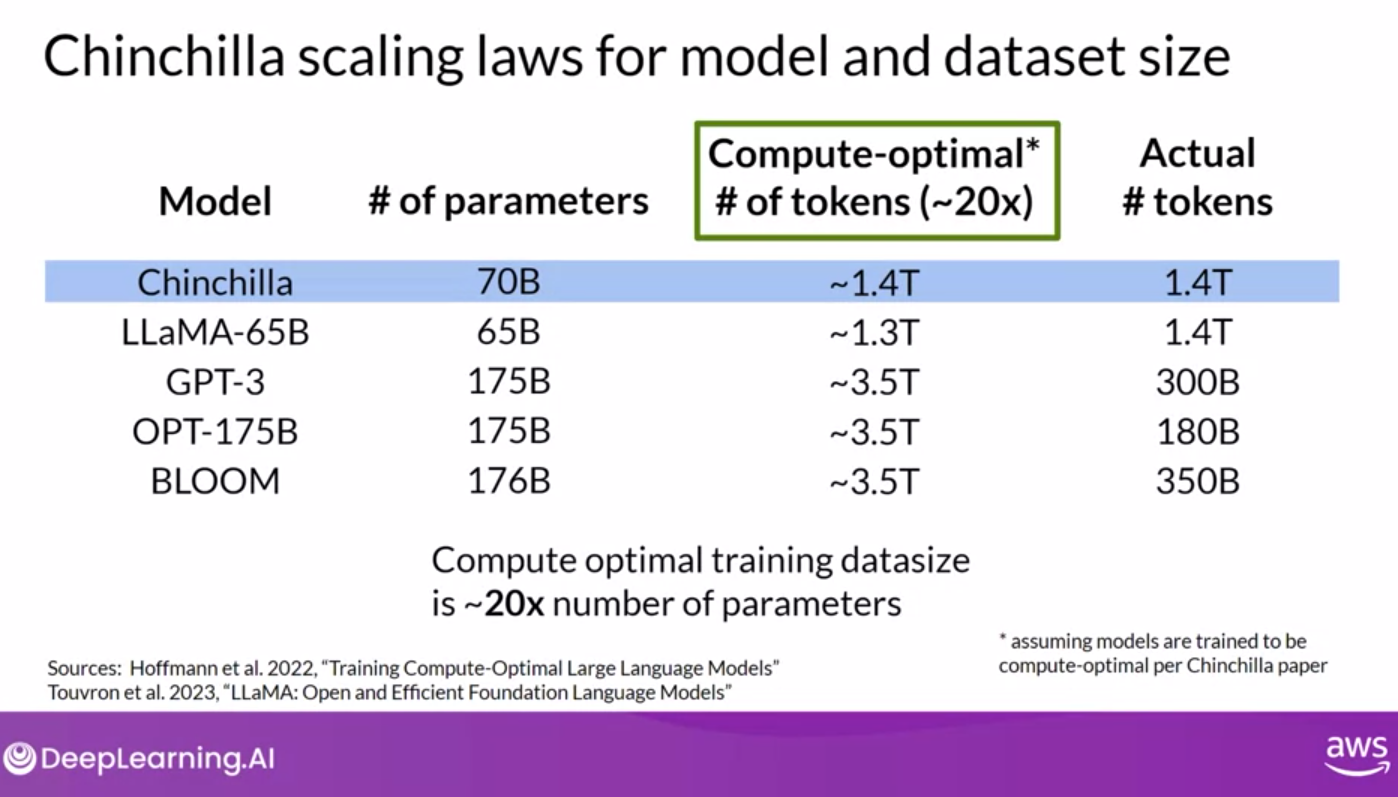 Chinchilla scaling laws for model and dataset size
Model # of parameters Compute-optimal* # of tokens (~20x) Actual # tokens
Chinchilla 70B ~1.4T 1.4T
LLaMA-65B 65B ~1.3T 1.4T
GPT-3 175B ~3.5T 300B
OPT-175B 175B ~3.5T 180B
BLOOM 176B ~3.5T 350B
Compute optimal training datasize
is ~20x number of parameters
* assuming models are trained to be
compute-optimal per Chinchilla paper
Sources: Hoffmann et al. 2022, “Training Compute-Optimal Large Language Models”
Touvron et al. 2023, “LLaMA: Open and Efficient Foundation Language Models”
DeepLearning.AI
aws